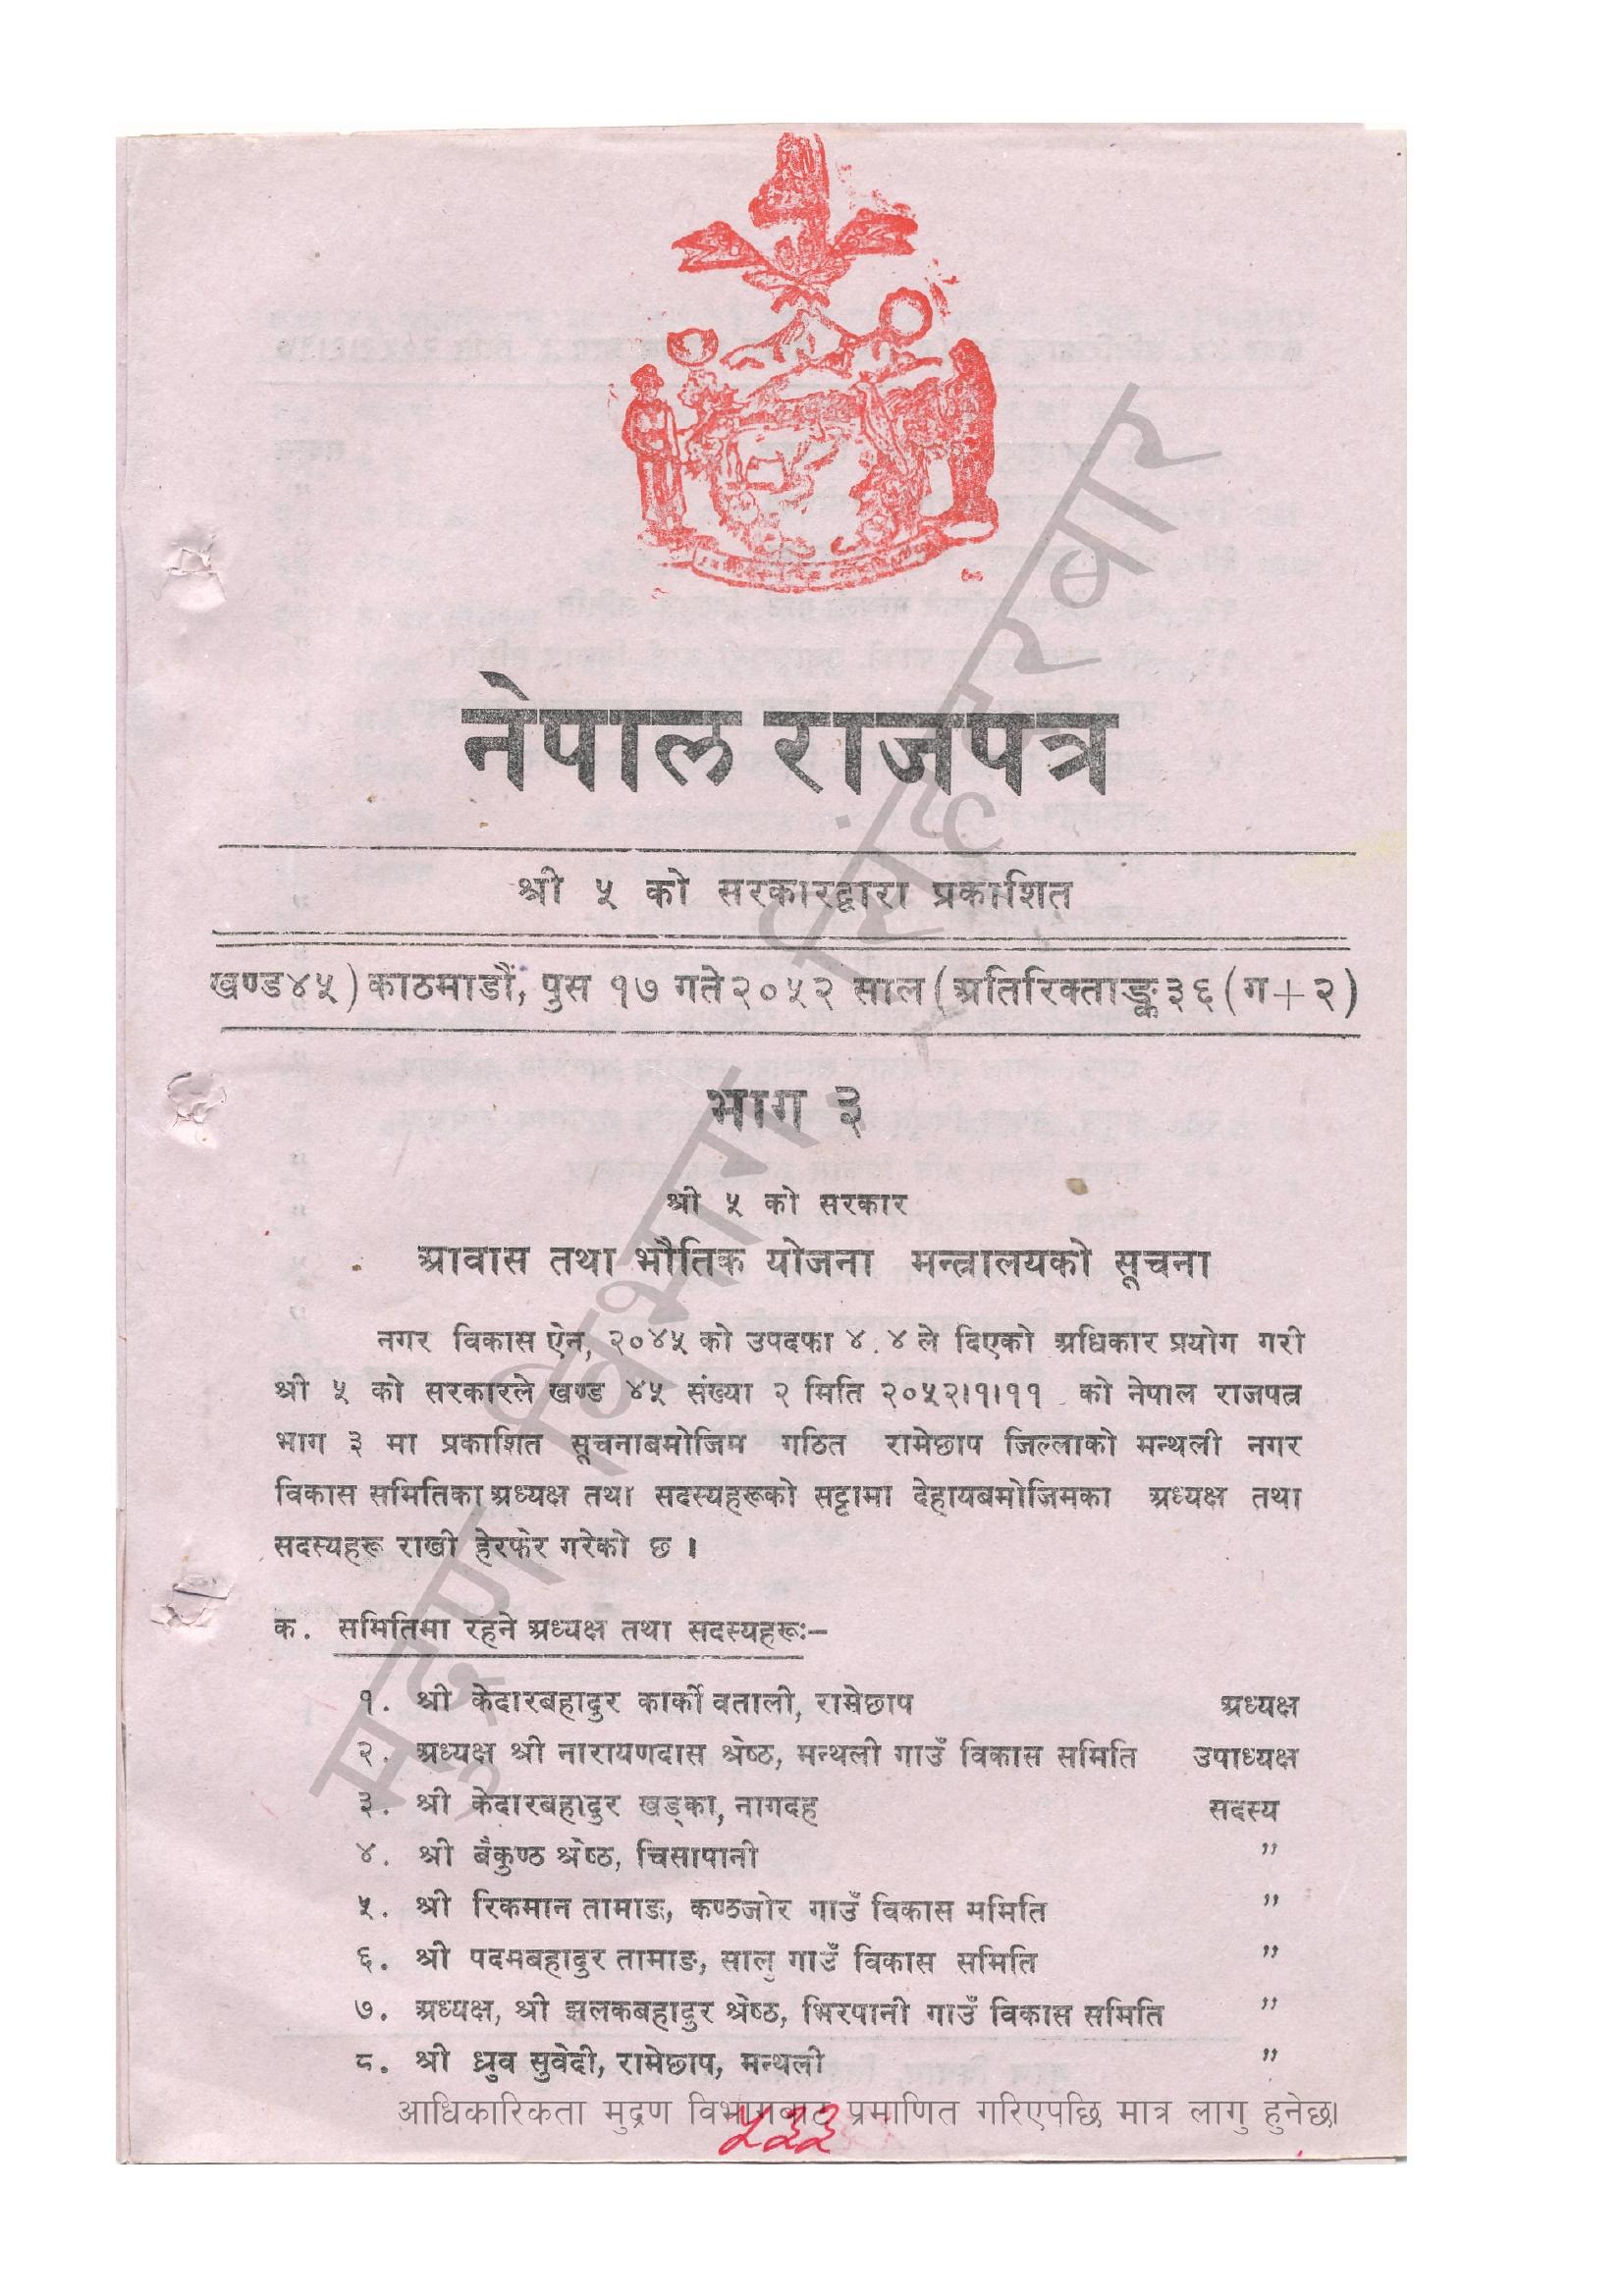 नेपाल राजपत्र
श्री ५ को सरकारद्वारा प्रकाशित
खण्ड४५) काठमाडौं, पुस १७ गते २०५२ साल (अतिरिक्ताङ्क ३६ (ग+२)
भाग ३
श्री ५ को सरकार
आवास तथा भौतिक योजना मन्त्रालयको सूचना
नगर विकास ऐन, २०४५ को उपदफा ४.४ ले दिएको अधिकार प्रयोग गरी
श्री ५ को सरकारले खण्ड ४५ संख्या २ मिति २०५२।१।११ को नेपाल राजपत्र
भाग ३ मा प्रकाशित सूचनाबमोजिम गठित रामेछाप जिल्लाको मन्थली नगर
विकास समितिका अध्यक्ष तथा सदस्यहरूको सट्टामा देहायबमोजिमका अध्यक्ष तथा
सदस्यहरू राखी हेरफेर गरेको छ ।
क. समितिमा रहने अध्यक्ष तथा सदस्यहरूः–
१. श्री केदारबहादुर कार्की वताली, रामेछाप अध्यक्ष
२. अध्यक्ष श्री नारायणदास श्रेष्ठ, मन्थली गाउँ विकास समिति उपाध्यक्ष
३. श्री केदारबहादुर खड्का, नागदह सदस्य
४. श्री बैकुण्ठ श्रेष्ठ, चिसापानी ,,
५. श्री रिकमान तामाङ, कण्ठजोर गाउँ विकास समिति ,,
६. श्री पदमबहादुर तामाङ, सालु गाउँ विकास समिति ,,
७. अध्यक्ष, श्री झलकबहादुर श्रेष्ठ, भिरपानी गाउँ विकास समिति ,,
८. श्री ध्रुव सुवेदी, रामेछाप, मन्थली ,,
आधिकारिकता मुद्रण विभागबाट प्रमाणित गरिएपछि मात्र लागु हुनेछ।
५३३
मुद्रण विभाग, सिंहदरबार